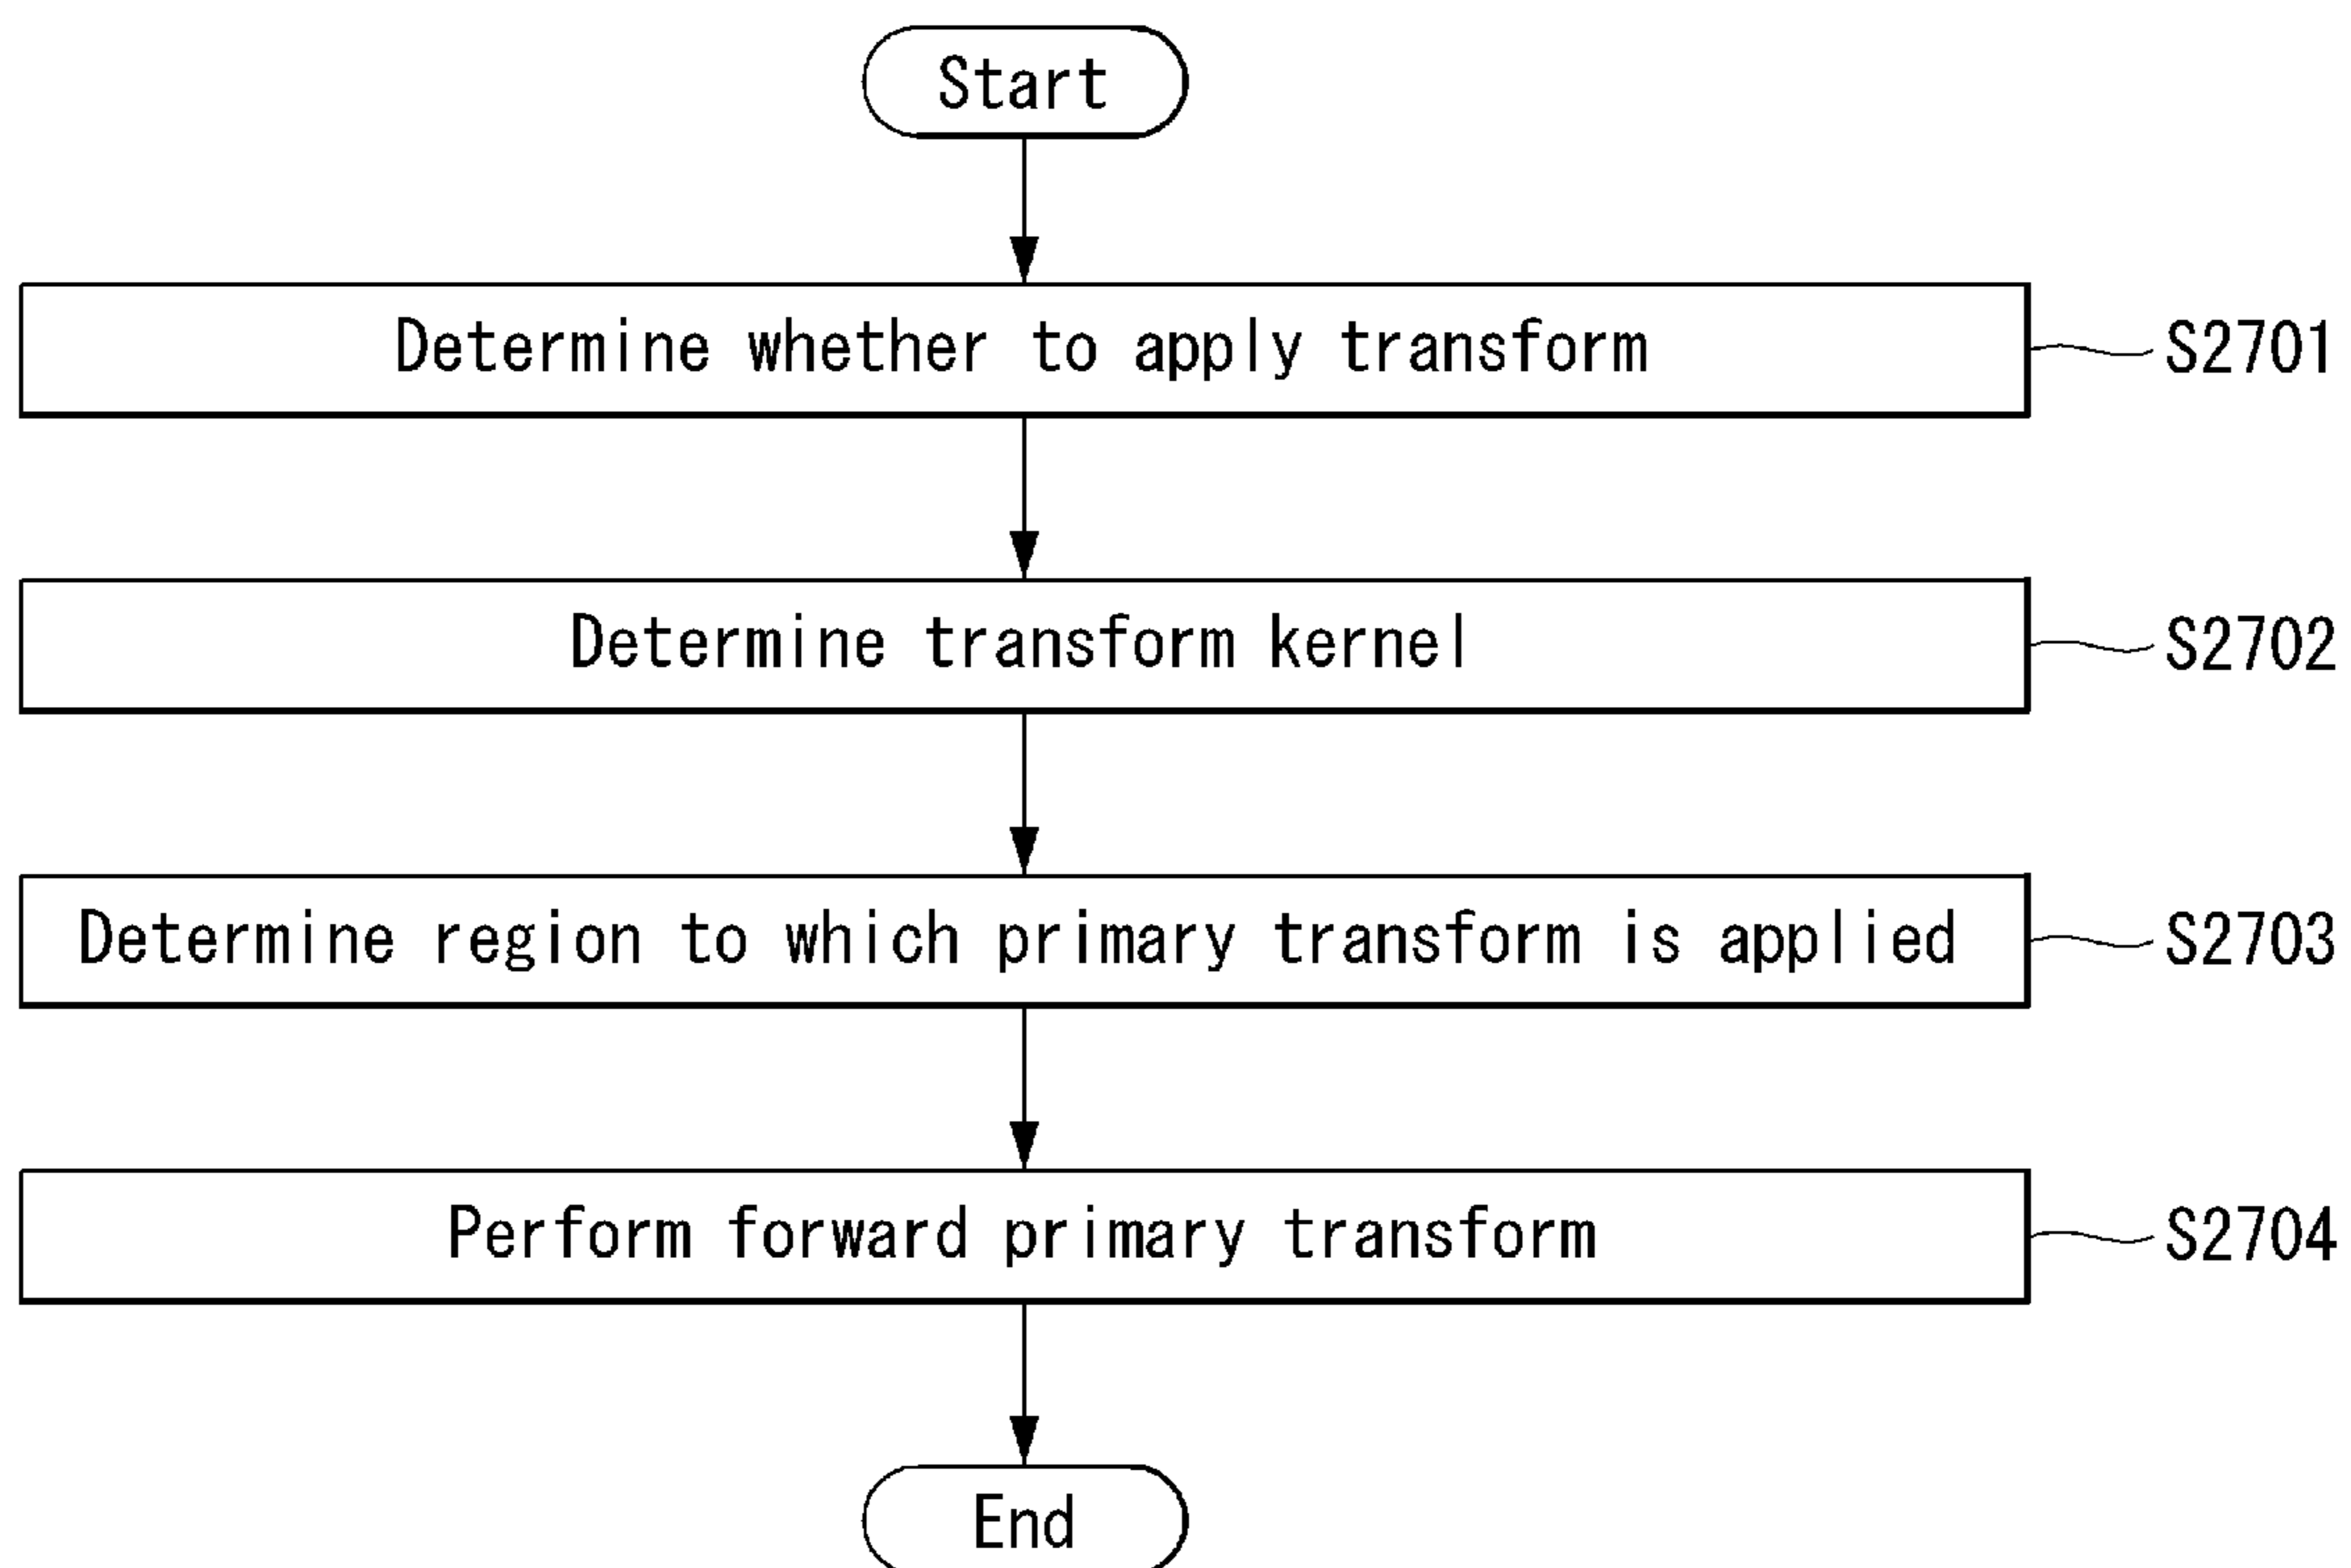 Start
Determine whether to apply transform
S2701
Determine transform kernel
S2702
Determine region to which primary transform is applied
S2703
Perform forward primary transform
S2704
End